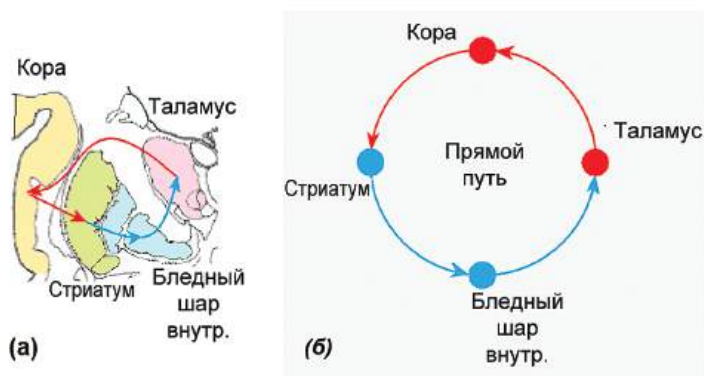 Кора
Таламус
Стриатум
Бледный
шар
внутр.
(а)
Кора
Таламус
Прямой
путь
Стриатум
Бледный
шар
внутр.
(б)